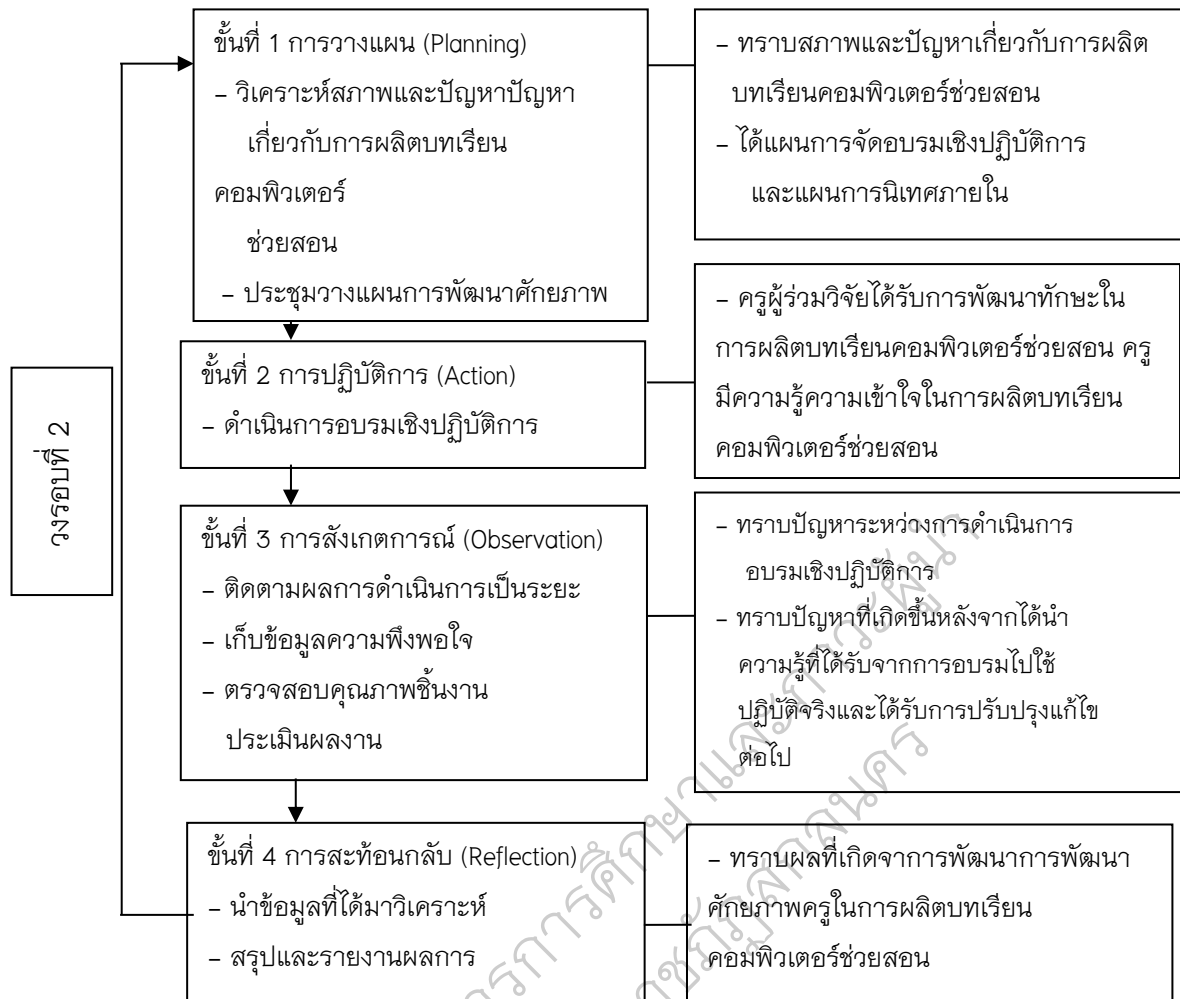 ขั้นที่ 1 การวางแผน (Planning)
– วิเคราะห์สภาพและปัญหาปัญหา
เกี่ยวกับการผลิตบทเรียน
คอมพิวเตอร์
ช่วยสอน
– ประชุมวางแผนการพัฒนาศักยภาพ
– ทราบสภาพและปัญหาเกี่ยวกับการผลิต
บทเรียนคอมพิวเตอร์ช่วยสอน
– ได้แผนการจัดอบรมเชิงปฏิบัติการ
และแผนการนิเทศภายใน
วงรอบที่ 2
ขั้นที่ 2 การปฏิบัติการ (Action)
– ดำเนินการอบรมเชิงปฏิบัติการ
– ครูผู้ร่วมวิจัยได้รับการพัฒนาทักษะใน
การผลิตบทเรียนคอมพิวเตอร์ช่วยสอน ครู
มีความรู้ความเข้าใจในการผลิตบทเรียน
คอมพิวเตอร์ช่วยสอน
ขั้นที่ 3 การสังเกตการณ์ (Observation)
– ติดตามผลการดำเนินการเป็นระยะ
– เก็บข้อมูลความพึงพอใจ
– ตรวจสอบคุณภาพชิ้นงาน
ประเมินผลงาน
– ทราบปัญหาระหว่างการดำเนินการ
อบรมเชิงปฏิบัติการ
– ทราบปัญหาที่เกิดขึ้นหลังจากได้นำ
ความรู้ที่ได้รับจากการอบรมไปใช้
ปฏิบัติจริงและได้รับการปรับปรุงแก้ไข
ต่อไป
ขั้นที่ 4 การสะท้อนกลับ (Reflection)
– นำข้อมูลที่ได้มาวิเคราะห์
– สรุปและรายงานผลการ
– ทราบผลที่เกิดจาการพัฒนาการพัฒนา
ศักยภาพครูในการผลิตบทเรียน
คอมพิวเตอร์ช่วยสอน